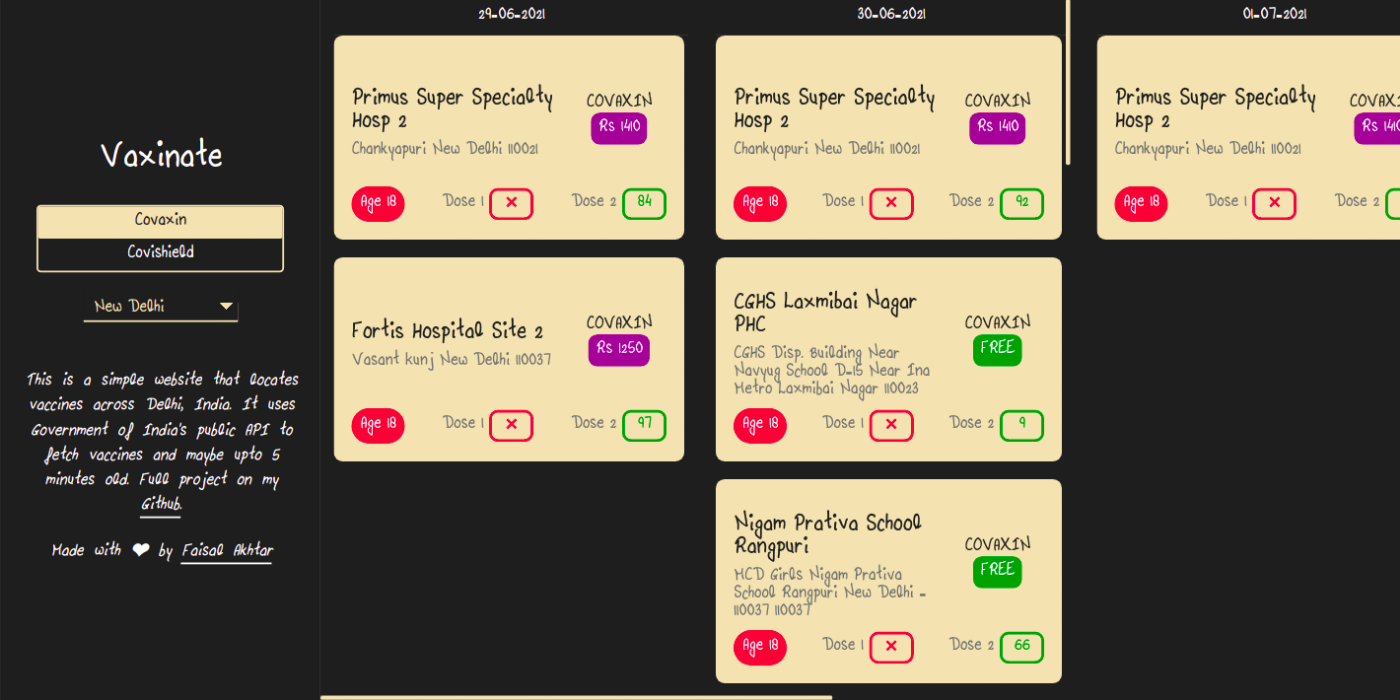 Vaxinate
Covaxin
Covishield
New Delhi
This is a simple website that locates
vaccines across Delhi, India. It uses
Government of India's public API to
fetch vaccines and maybe upto 5
minutes old. Full project on my
Github.
Made with ❤ by Faisal Akhtar
29-06-2021
Primus Super Specialty
Hosp 2
Chankyapuri New Delhi 110021
COVAXIN
Rs 1410
Age 18
Dose 1 ✕
Dose 2 84
Fortis Hospital Site 2
Vasant kunj New Delhi 110037
COVAXIN
Rs 1250
Age 18
Dose 1 ✕
Dose 2 97
30-06-2021
Primus Super Specialty
Hosp 2
Chankyapuri New Delhi 110021
COVAXIN
Rs 1410
Age 18
Dose 1 ✕
Dose 2 92
CGHS Laxmibai Nagar
PHC
CGHS Disp. Building Near
Navyug School D-15 Near Ina
Metro Laxmibai Nagar 110023
COVAXIN
FREE
Age 18
Dose 1 ✕
Dose 2 9
Nigam Prativa School
Rangpuri
MCD Girls Nigam Prativa
School Rangpuri New Delhi -
110037 110037
COVAXIN
FREE
Age 18
Dose 1 ✕
Dose 2 66
01-07-2021
Primus Super Specialty
Hosp 2
Chankyapuri New Delhi 110021
Rs
Age 18
Dose 1 ✕
Dose 2